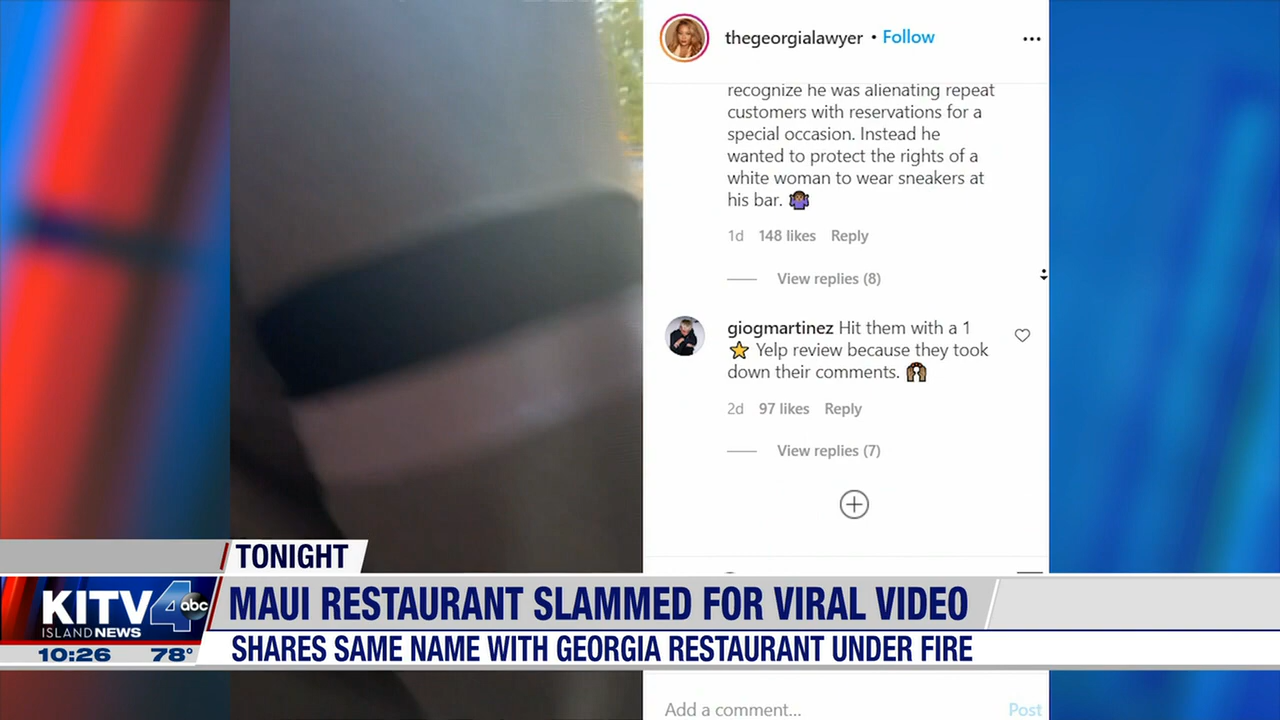 thegeorgialawyer • Follow
recognize he was alienating repeat
customers with reservations for a
special occasion. Instead he
wanted to protect the rights of a
white woman to wear sneakers at
his bar. 🤷🏾‍♀️
1d 148 likes Reply
View replies (8)
giogmartinez Hit them with a 1
⭐ Yelp review because they took
down their comments. 🙌🏾
2d 97 likes Reply
View replies (7)
TONIGHT
KITV 4 abc
ISLAND NEWS
10:26 78°
MAUI RESTAURANT SLAMMED FOR VIRAL VIDEO
SHARES SAME NAME WITH GEORGIA RESTAURANT UNDER FIRE
Add a comment... Post